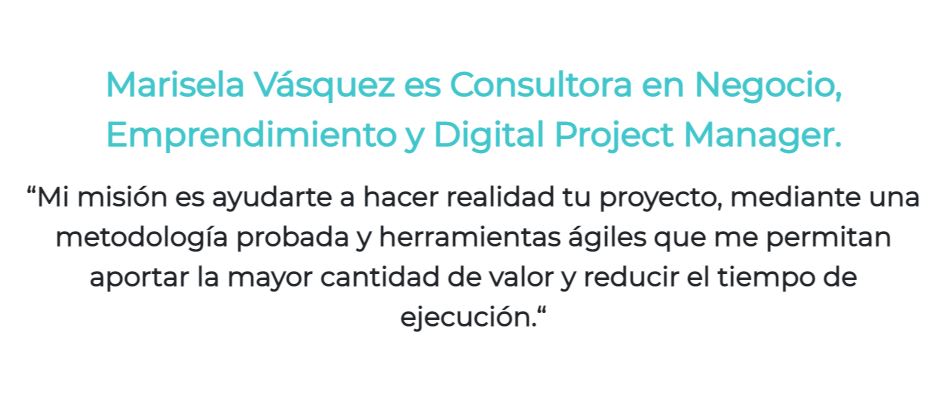 Marisela Vásquez es Consultora en Negocio,
Emprendimiento y Digital Project Manager.
“Mi misión es ayudarte a hacer realidad tu proyecto, mediante una
metodología probada y herramientas ágiles que me permitan
aportar la mayor cantidad de valor y reducir el tiempo de
ejecución.“